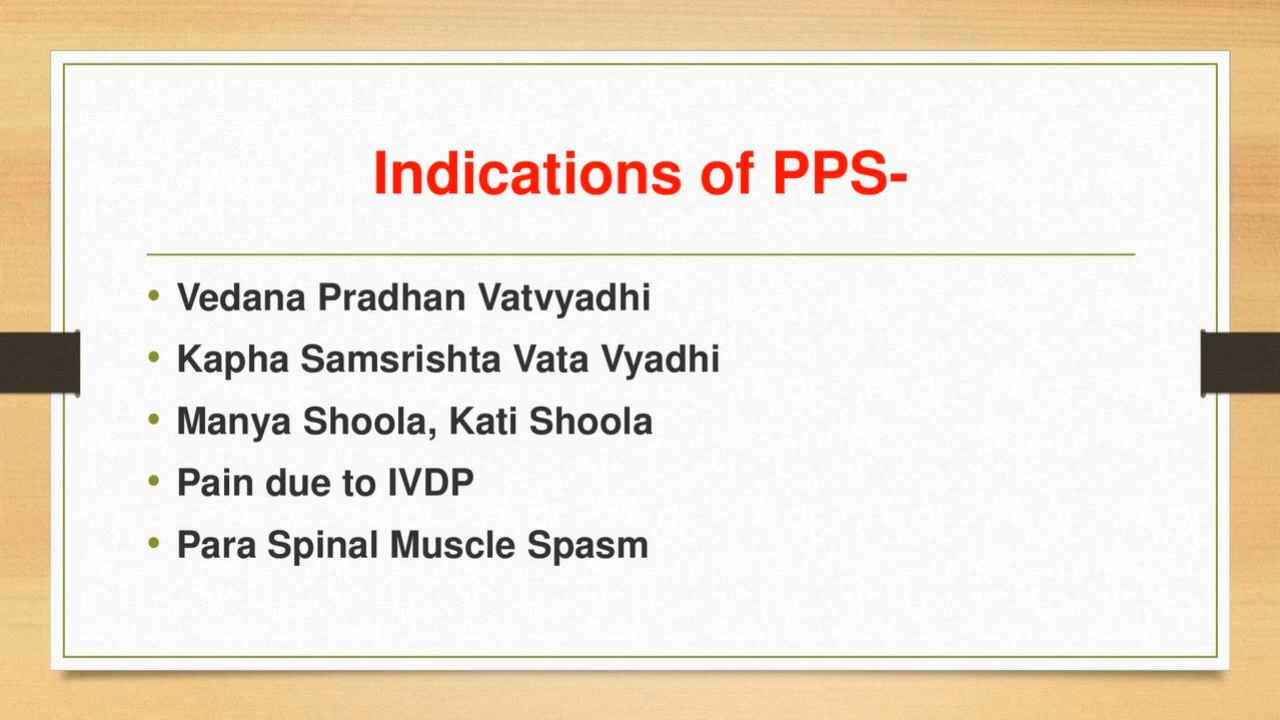 Indications of PPS-
• Vedana Pradhan Vatvyadhi
• Kapha Samsrishta Vata Vyadhi
• Manya Shoola, Kati Shoola
• Pain due to IVDP
• Para Spinal Muscle Spasm